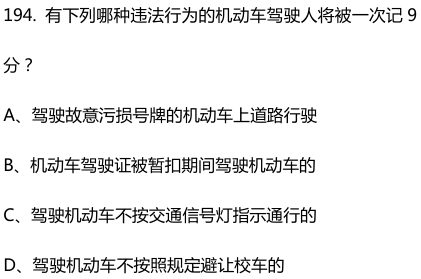 194. 有下列哪种违法行为的机动车驾驶人将被一次记 9
分？
A、驾驶故意污损号牌的机动车上道路行驶
B、机动车驾驶证被暂扣期间驾驶机动车的
C、驾驶机动车不按交通信号灯指示通行的
D、驾驶机动车不按照规定避让校车的